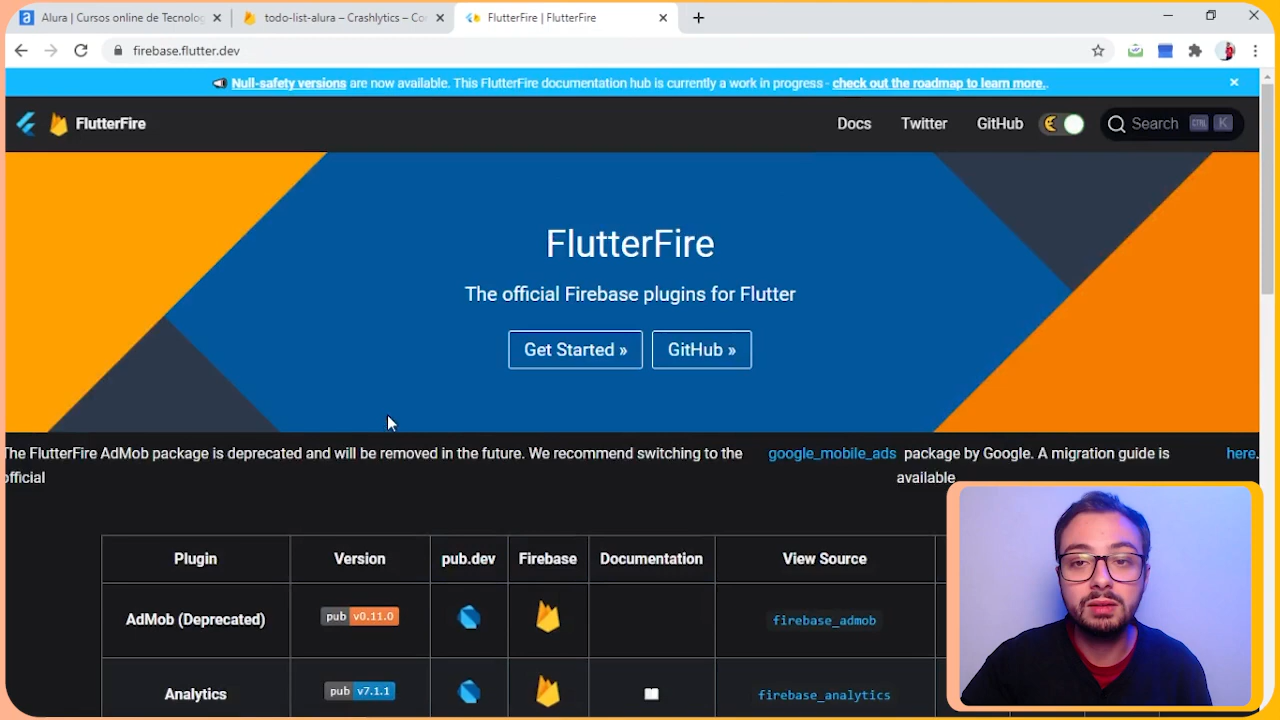 Alura | Cursos online de Tecnolog
todo-list-alura – Crashlytics – Co
FlutterFire | FlutterFire
firebase.flutter.dev
Null-safety versions are now available. This FlutterFire documentation hub is currently a work in progress - check out the roadmap to learn more..
FlutterFire
Docs Twitter GitHub Search CTRL K
FlutterFire
The official Firebase plugins for Flutter
Get Started » GitHub »
The FlutterFire AdMob package is deprecated and will be removed in the future. We recommend switching to the official google_mobile_ads package by Google. A migration guide is available here.
Plugin Version pub.dev Firebase Documentation View Source
AdMob (Deprecated) pub v0.11.0 firebase_admob
Analytics pub v7.1.1 firebase_analytics